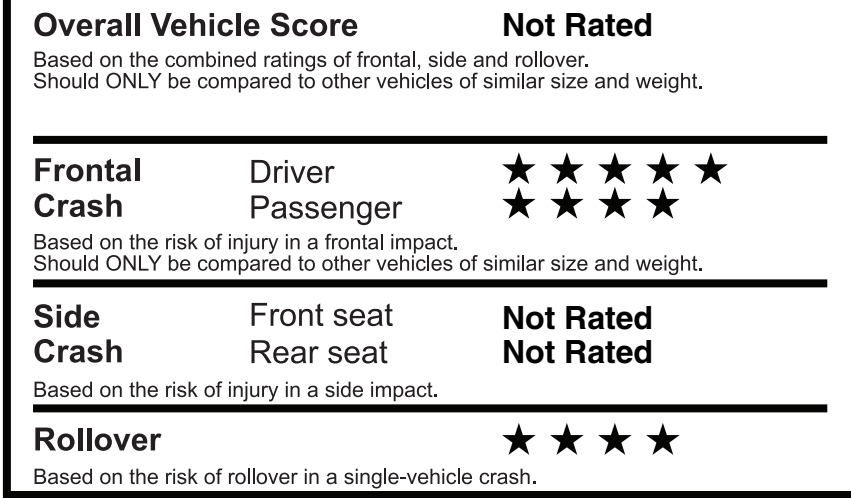 Overall Vehicle Score Not Rated
Based on the combined ratings of frontal, side and rollover.
Should ONLY be compared to other vehicles of similar size and weight.
Frontal Driver ★ ★ ★ ★ ★
Crash Passenger ★ ★ ★ ★
Based on the risk of injury in a frontal impact.
Should ONLY be compared to other vehicles of similar size and weight.
Side Front seat Not Rated
Crash Rear seat Not Rated
Based on the risk of injury in a side impact.
Rollover ★ ★ ★ ★
Based on the risk of rollover in a single-vehicle crash.